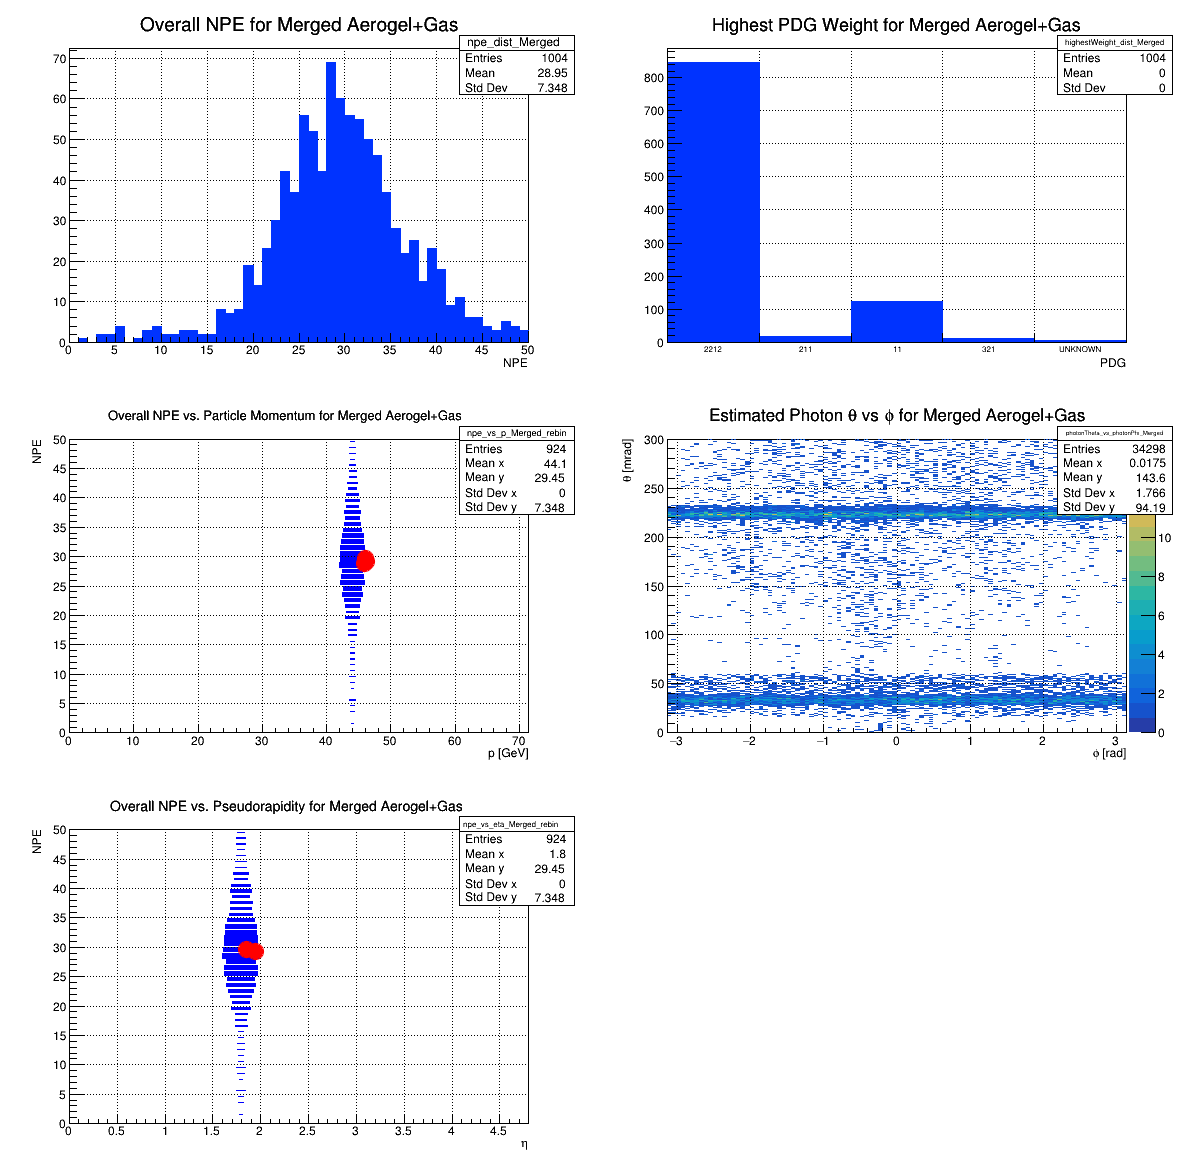 Overall NPE for Merged Aerogel+Gas
npe_dist_Merged
Entries 1004
Mean 28.95
Std Dev 7.348
70
60
50
40
30
20
10
0
0 5 10 15 20 25 30 35 40 45 50
NPE
Highest PDG Weight for Merged Aerogel+Gas
highestWeight_dist_Merged
Entries 1004
Mean 0
Std Dev 0
800
700
600
500
400
300
200
100
0
2212 211 11 321 UNKNOWN
PDG
Overall NPE vs. Particle Momentum for Merged Aerogel+Gas
npe_vs_p_Merged_rebin
Entries 924
Mean x 44.1
Mean y 29.45
Std Dev x 0
Std Dev y 7.348
NPE
50
45
40
35
30
25
20
15
10
5
0
0 10 20 30 40 50 60 70
p [GeV]
Estimated Photon θ vs ϕ for Merged Aerogel+Gas
photonTheta_vs_photonPhi_Merged
Entries 34298
Mean x 0.0175
Mean y 143.6
Std Dev x 1.766
Std Dev y 94.19
θ [mrad]
300
250
200
150
100
50
0
−3 −2 −1 0 1 2 3
ϕ [rad]
10
8
6
4
2
0
Overall NPE vs. Pseudorapidity for Merged Aerogel+Gas
npe_vs_eta_Merged_rebin
Entries 924
Mean x 1.8
Mean y 29.45
Std Dev x 0
Std Dev y 7.348
NPE
50
45
40
35
30
25
20
15
10
5
0
0 0.5 1 1.5 2 2.5 3 3.5 4 4.5
η